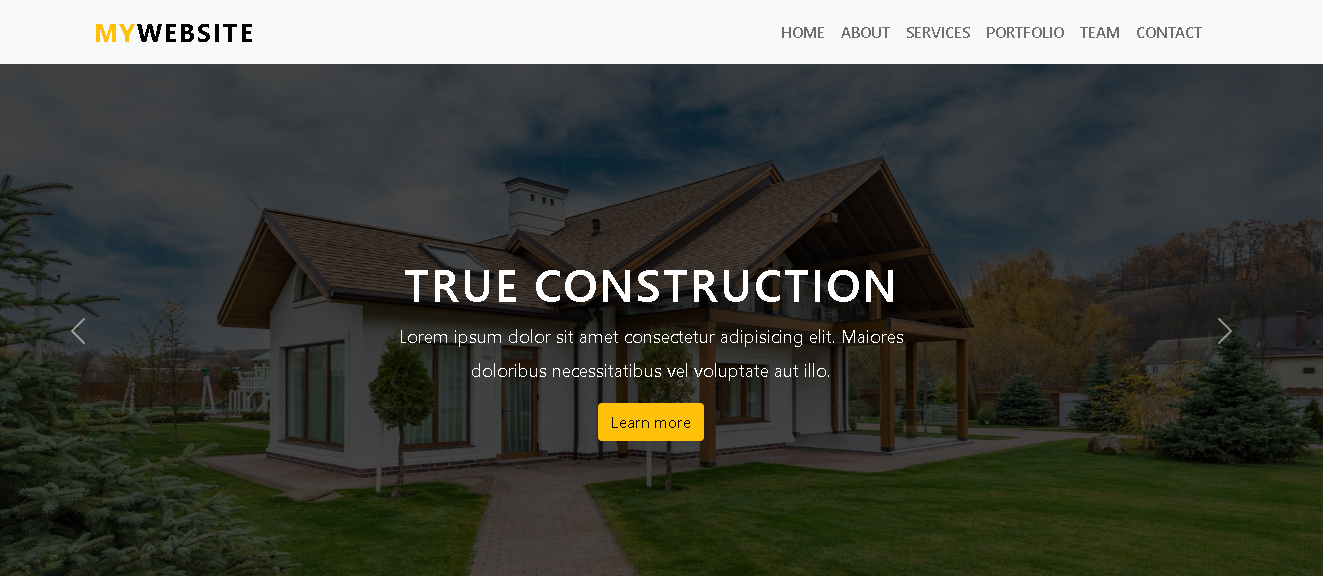 MYWEBSITE
HOME ABOUT SERVICES PORTFOLIO TEAM CONTACT
TRUE CONSTRUCTION
Lorem ipsum dolor sit amet consectetur adipisicing elit. Maiores
doloribus necessitatibus vel voluptate aut illo.
Learn more